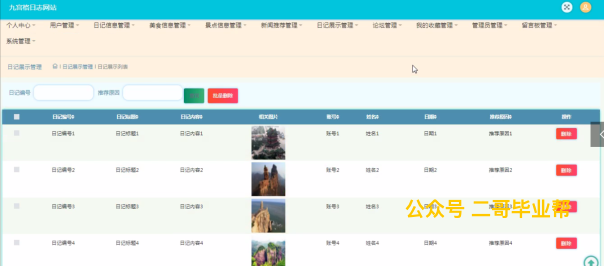 九宫格日志网站
个人中心 用户管理 日记信息管理 美食信息管理 景点信息管理 新闻推荐管理 日记展示管理 论坛管理 我的收藏管理 管理员管理 留言板管理
系统管理
日记展示管理 / 日记展示管理 / 日记展示列表
日记编号 推荐原因 批量删除
日记编号 日记标题 日记内容 相关图片 账号 姓名 日期 推荐原因 操作
日记编号1 日记标题1 日记内容1 账号1 姓名1 日期1 推荐原因1 删除
日记编号2 日记标题2 日记内容2 账号2 姓名2 日期2 推荐原因2 删除
日记编号3 日记标题3 日记内容3 账号3 姓名3 日期3 推荐原因3 删除
公众号 二哥毕业帮
日记编号4 日记标题4 日记内容4 账号4 姓名4 日期4 推荐原因4 删除